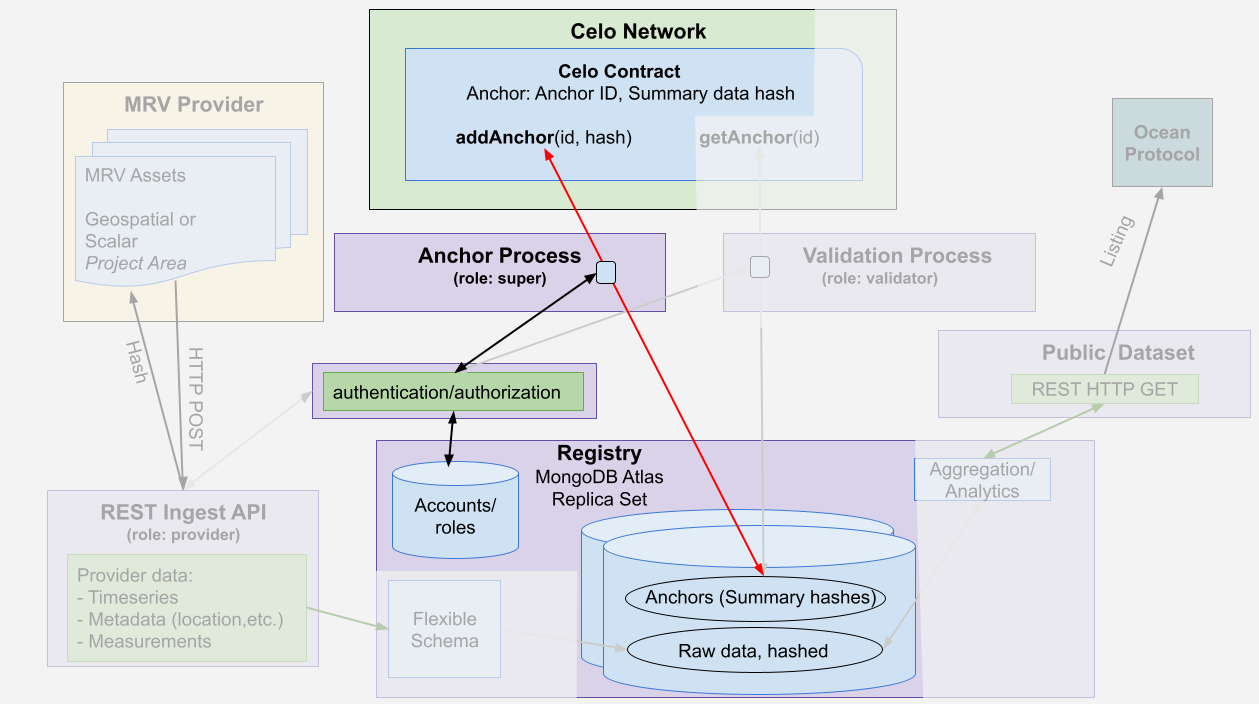 Celo Network
Celo Contract
Anchor: Anchor ID, Summary data hash
addAnchor(id, hash)
getAnchor(id)
MRV Provider
MRV Assets
Geospatial or
Scalar
Project Area
Ocean
Protocol
Anchor Process
(role: super)
Validation Process
(role: validator)
Listing
Hash
HTTP POST
Public Dataset
REST HTTP GET
authentication/authorization
Registry
MongoDB Atlas
Replica Set
Accounts/
roles
Aggregation/
Analytics
REST Ingest API
(role: provider)
Provider data:
- Timeseries
- Metadata (location,etc.)
- Measurements
Flexible
Schema
Anchors (Summary hashes)
Raw data, hashed